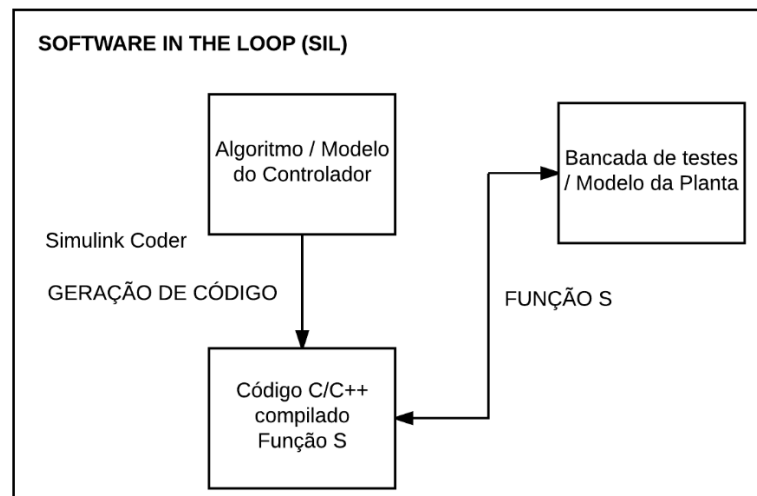 SOFTWARE IN THE LOOP (SIL)
Algoritmo / Modelo
do Controlador
Bancada de testes
/ Modelo da Planta
Simulink Coder
GERAÇÃO DE CÓDIGO
FUNÇÃO S
Código C/C++
compilado
Função S